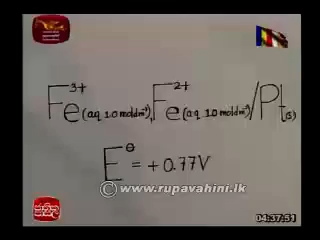 Fe³⁺(aq 1.0 moldm⁻³), Fe²⁺(aq 1.0 moldm⁻³)/Pt(s)
E⁰ = +0.77V
© www.rupavahini.lk
04:37:51